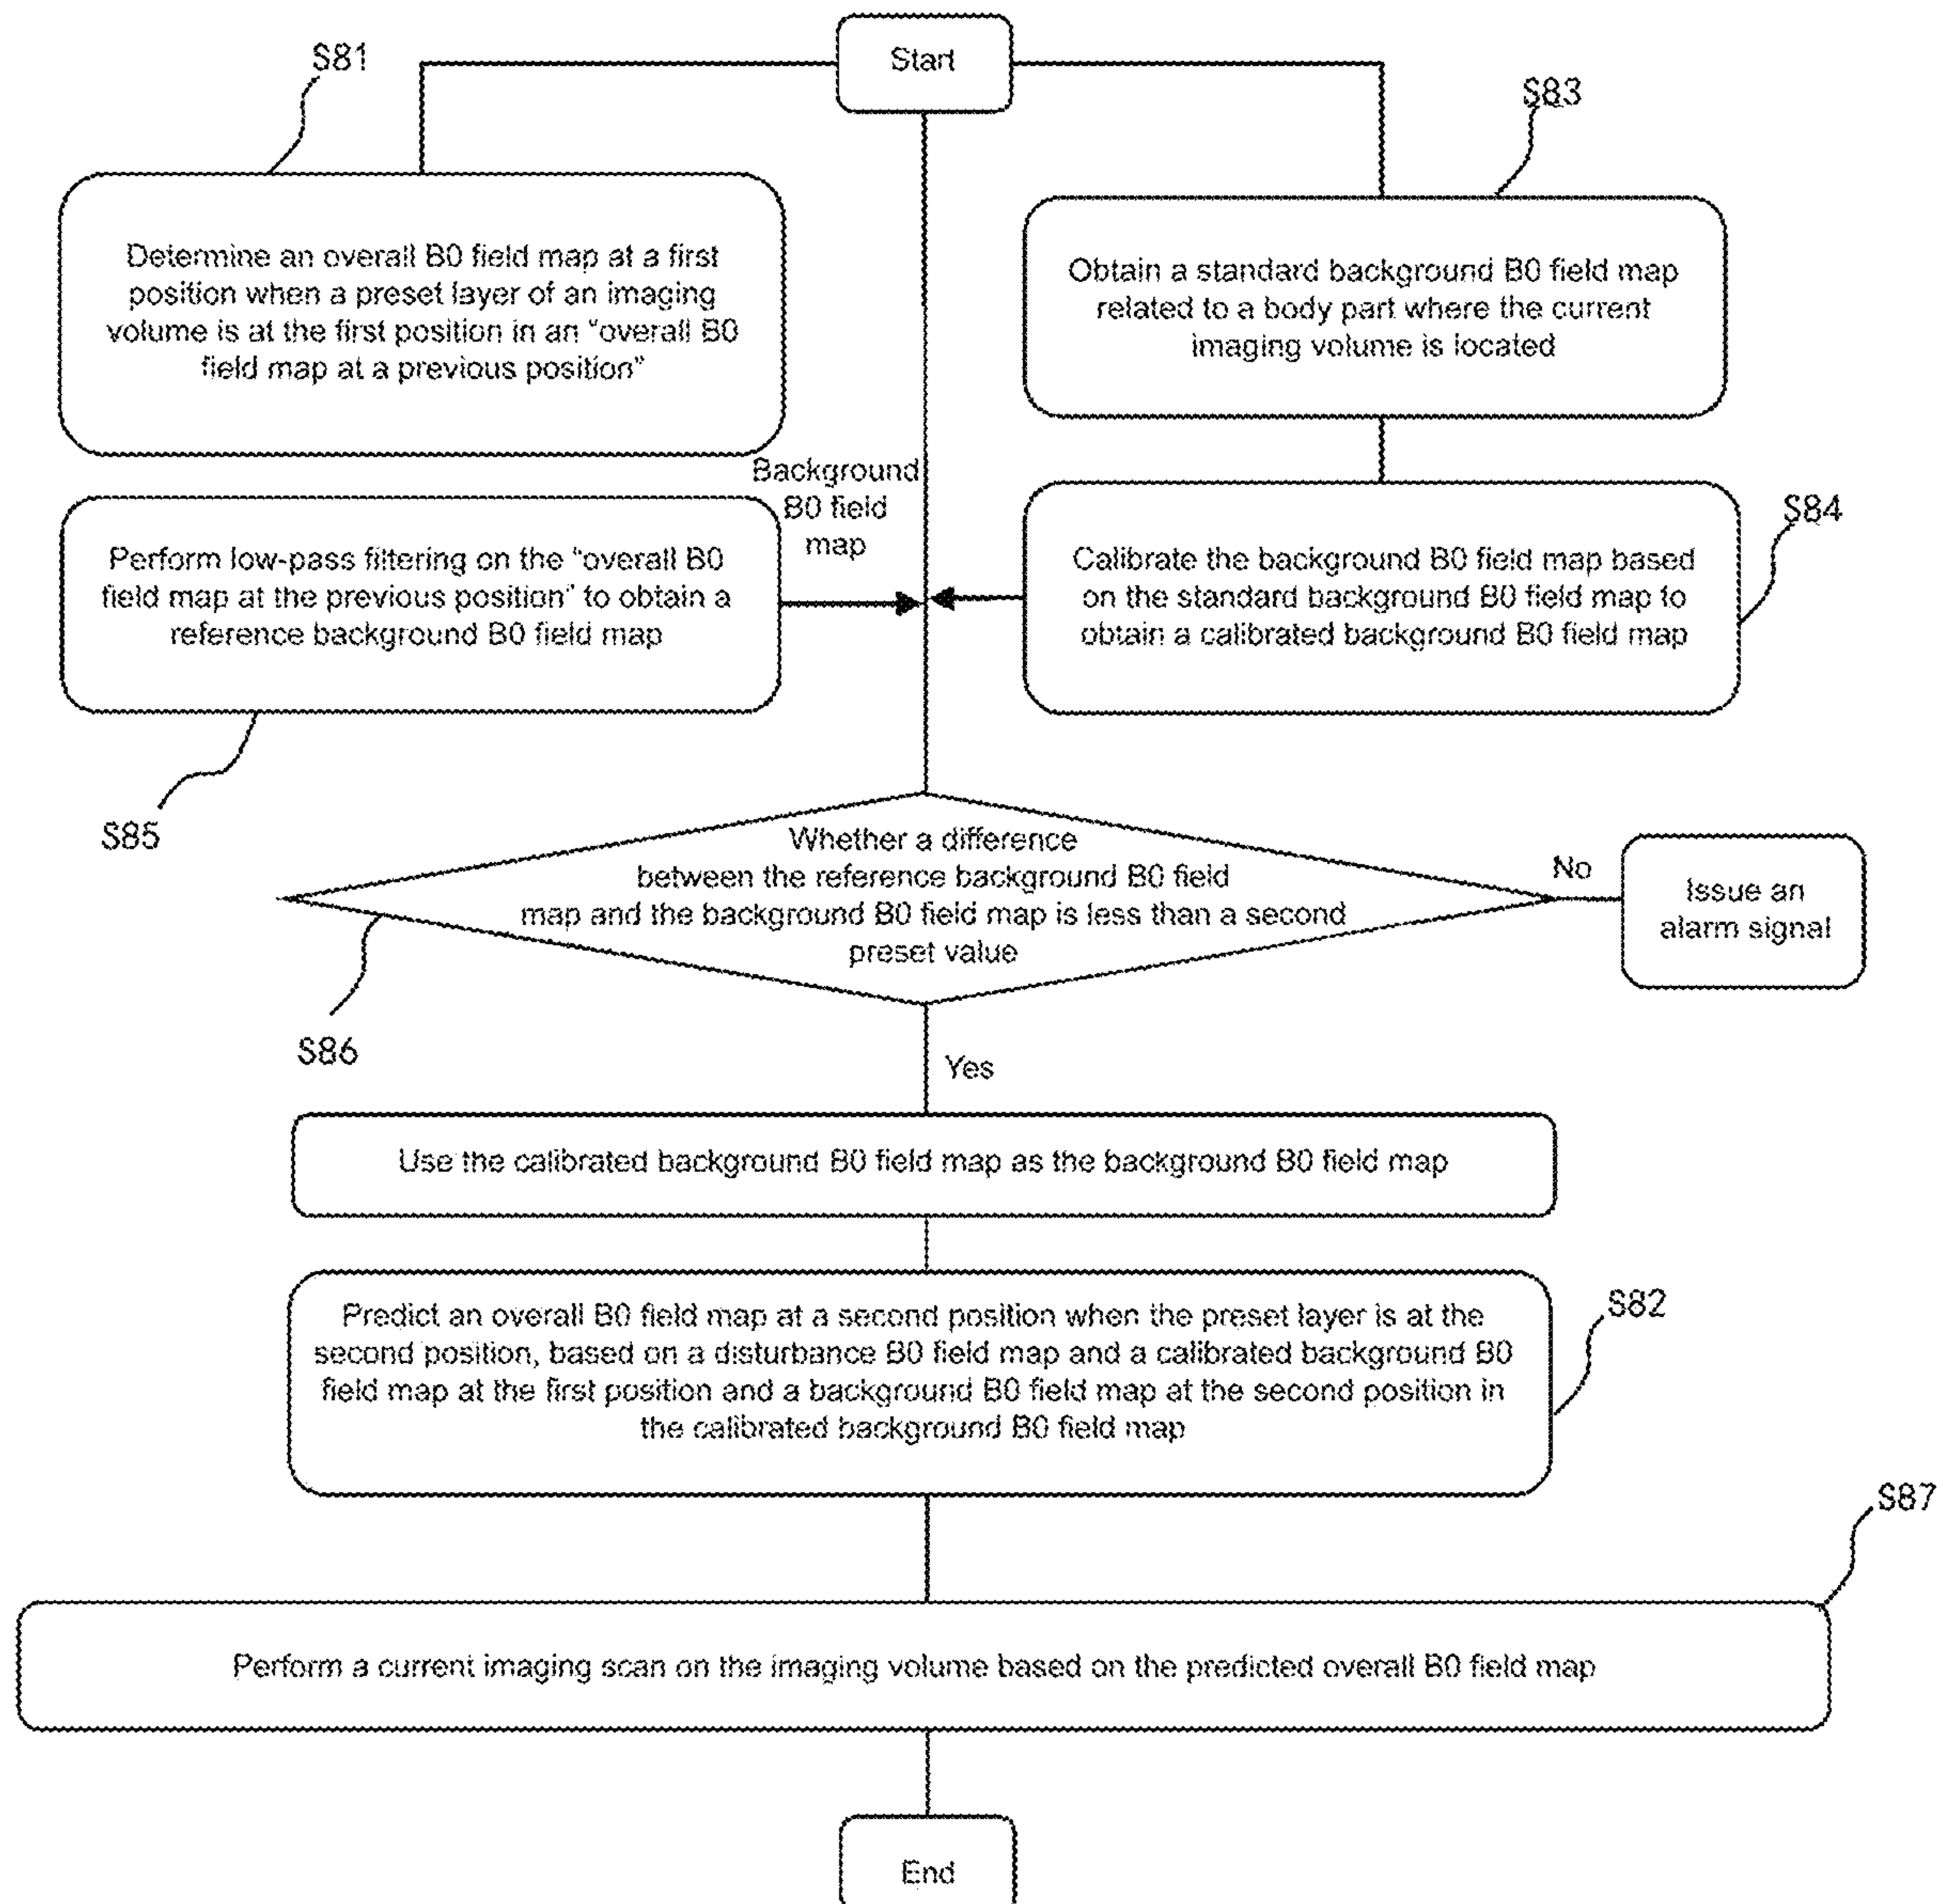 Start
S81
S83
Determine an overall B0 field map at a first
position when a preset layer of an imaging
volume is at the first position in an "overall B0
field map at a previous position"
Obtain a standard background B0 field map
related to a body part where the current
imaging volume is located
Background
B0 field
map
S84
Perform low-pass filtering on the "overall B0
field map at the previous position" to obtain a
reference background B0 field map
Calibrate the background B0 field map based
on the standard background B0 field map to
obtain a calibrated background B0 field map
S85
Whether a difference
between the reference background B0 field
map and the background B0 field map is less than a second
preset value
No
Issue an
alarm signal
S86
Yes
Use the calibrated background B0 field map as the background B0 field map
S82
Predict an overall B0 field map at a second position when the preset layer is at the
second position, based on a disturbance B0 field map and a calibrated background B0
field map at the first position and a background B0 field map at the second position in
the calibrated background B0 field map
S87
Perform a current imaging scan on the imaging volume based on the predicted overall B0 field map
End